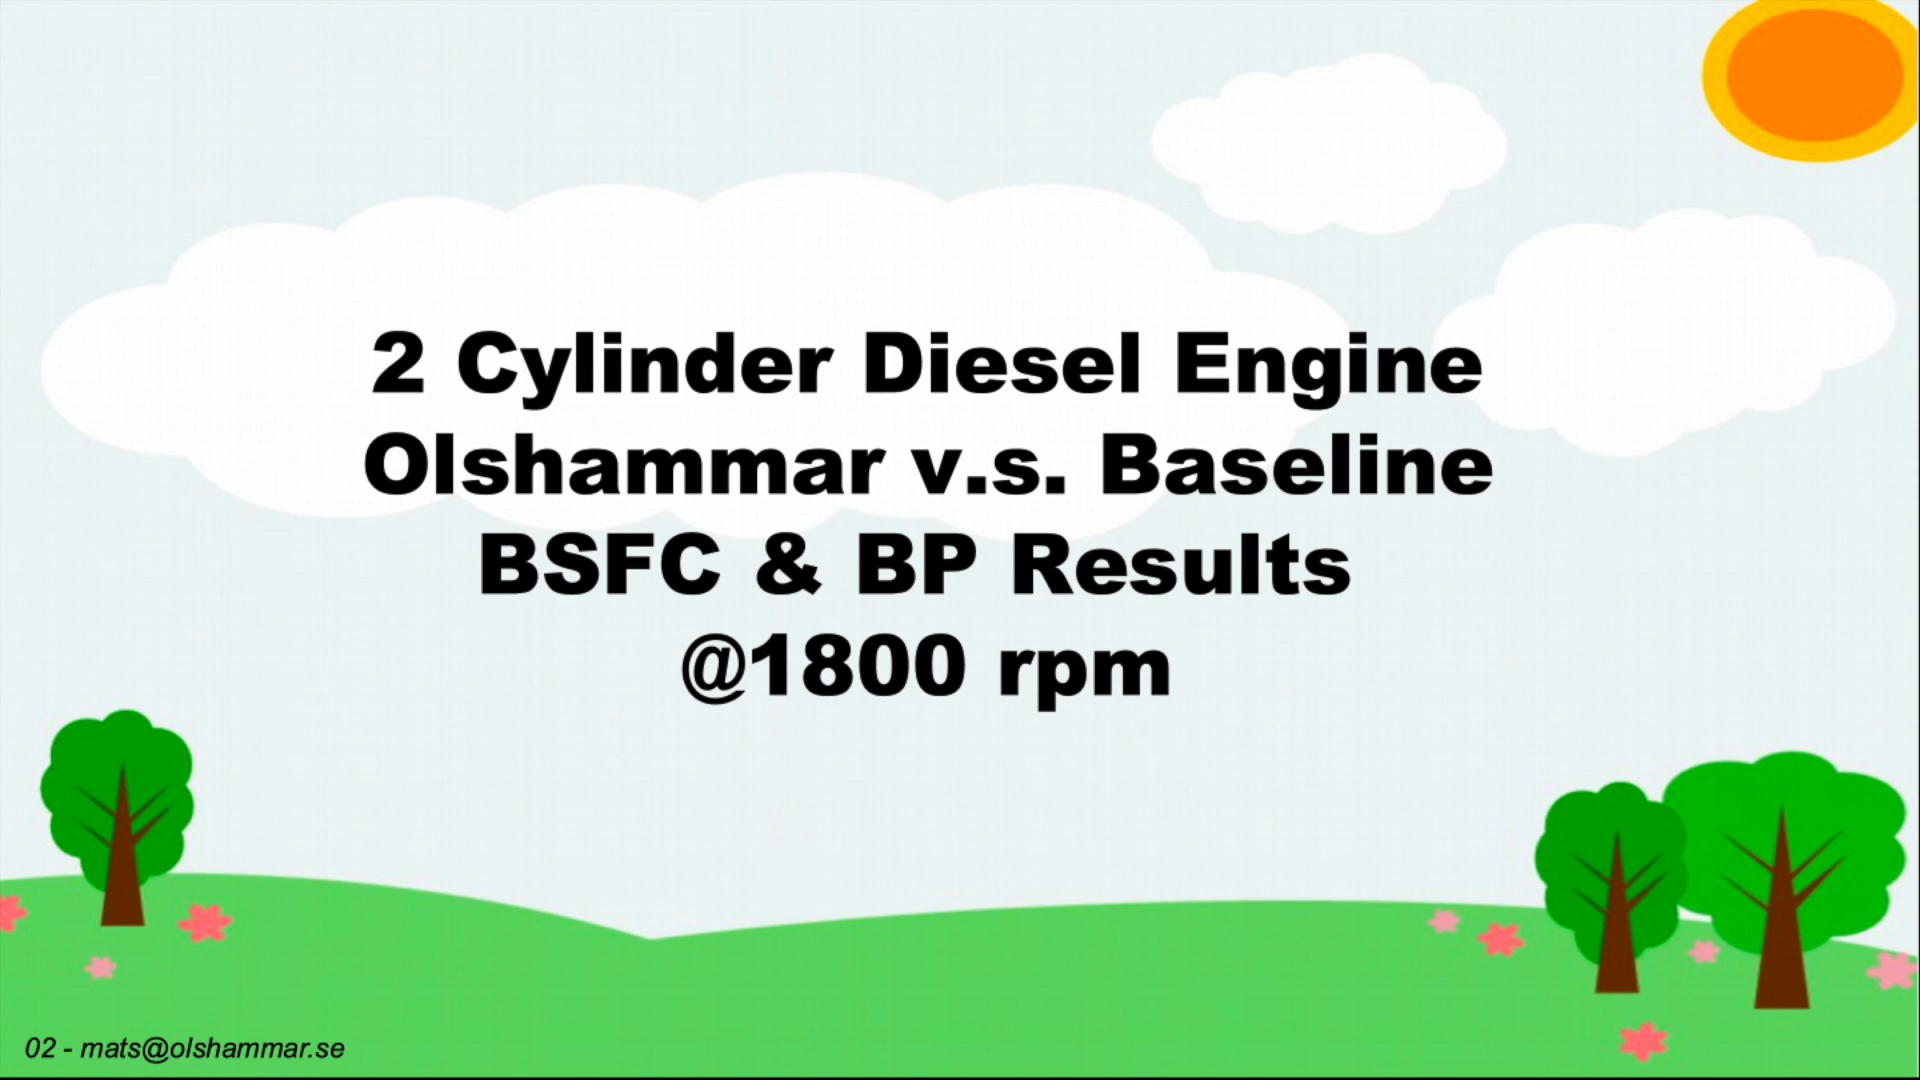 2 Cylinder Diesel Engine
Olshammar v.s. Baseline
BSFC & BP Results
@1800 rpm
02 - mats@olshammar.se